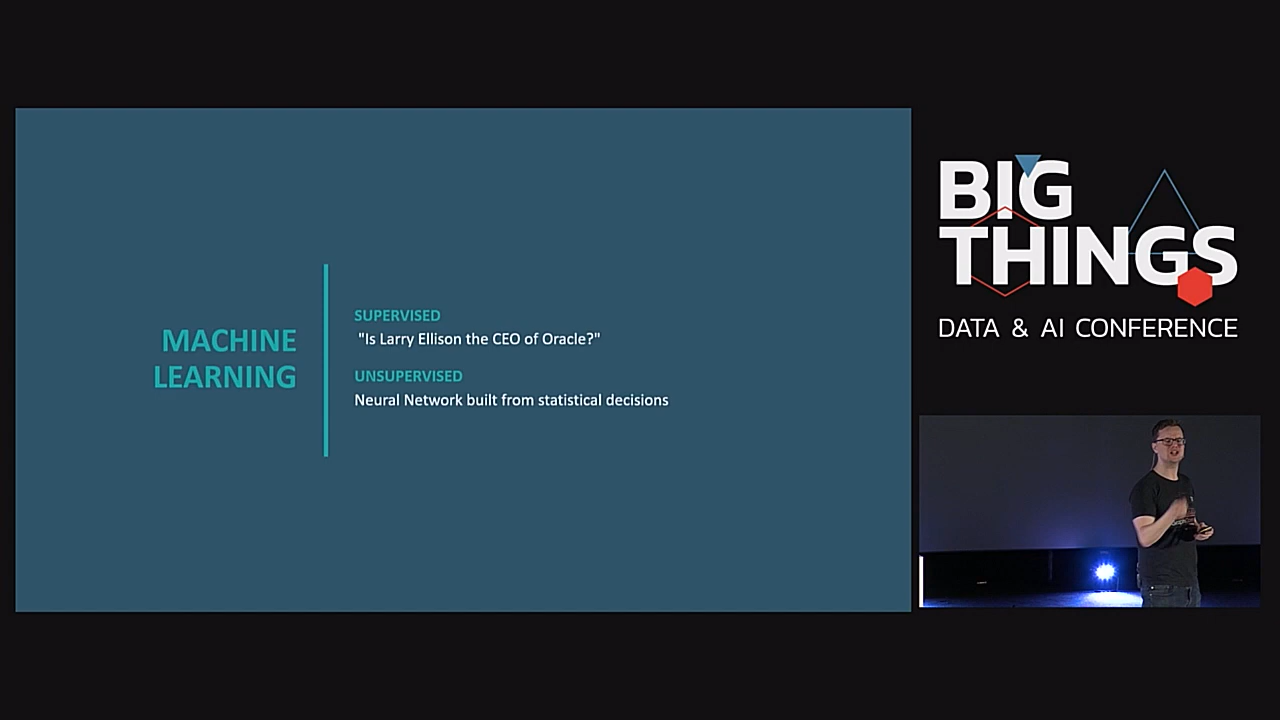 MACHINE
LEARNING
SUPERVISED
"Is Larry Ellison the CEO of Oracle?"
UNSUPERVISED
Neural Network built from statistical decisions
BIG
THINGS
DATA & AI CONFERENCE